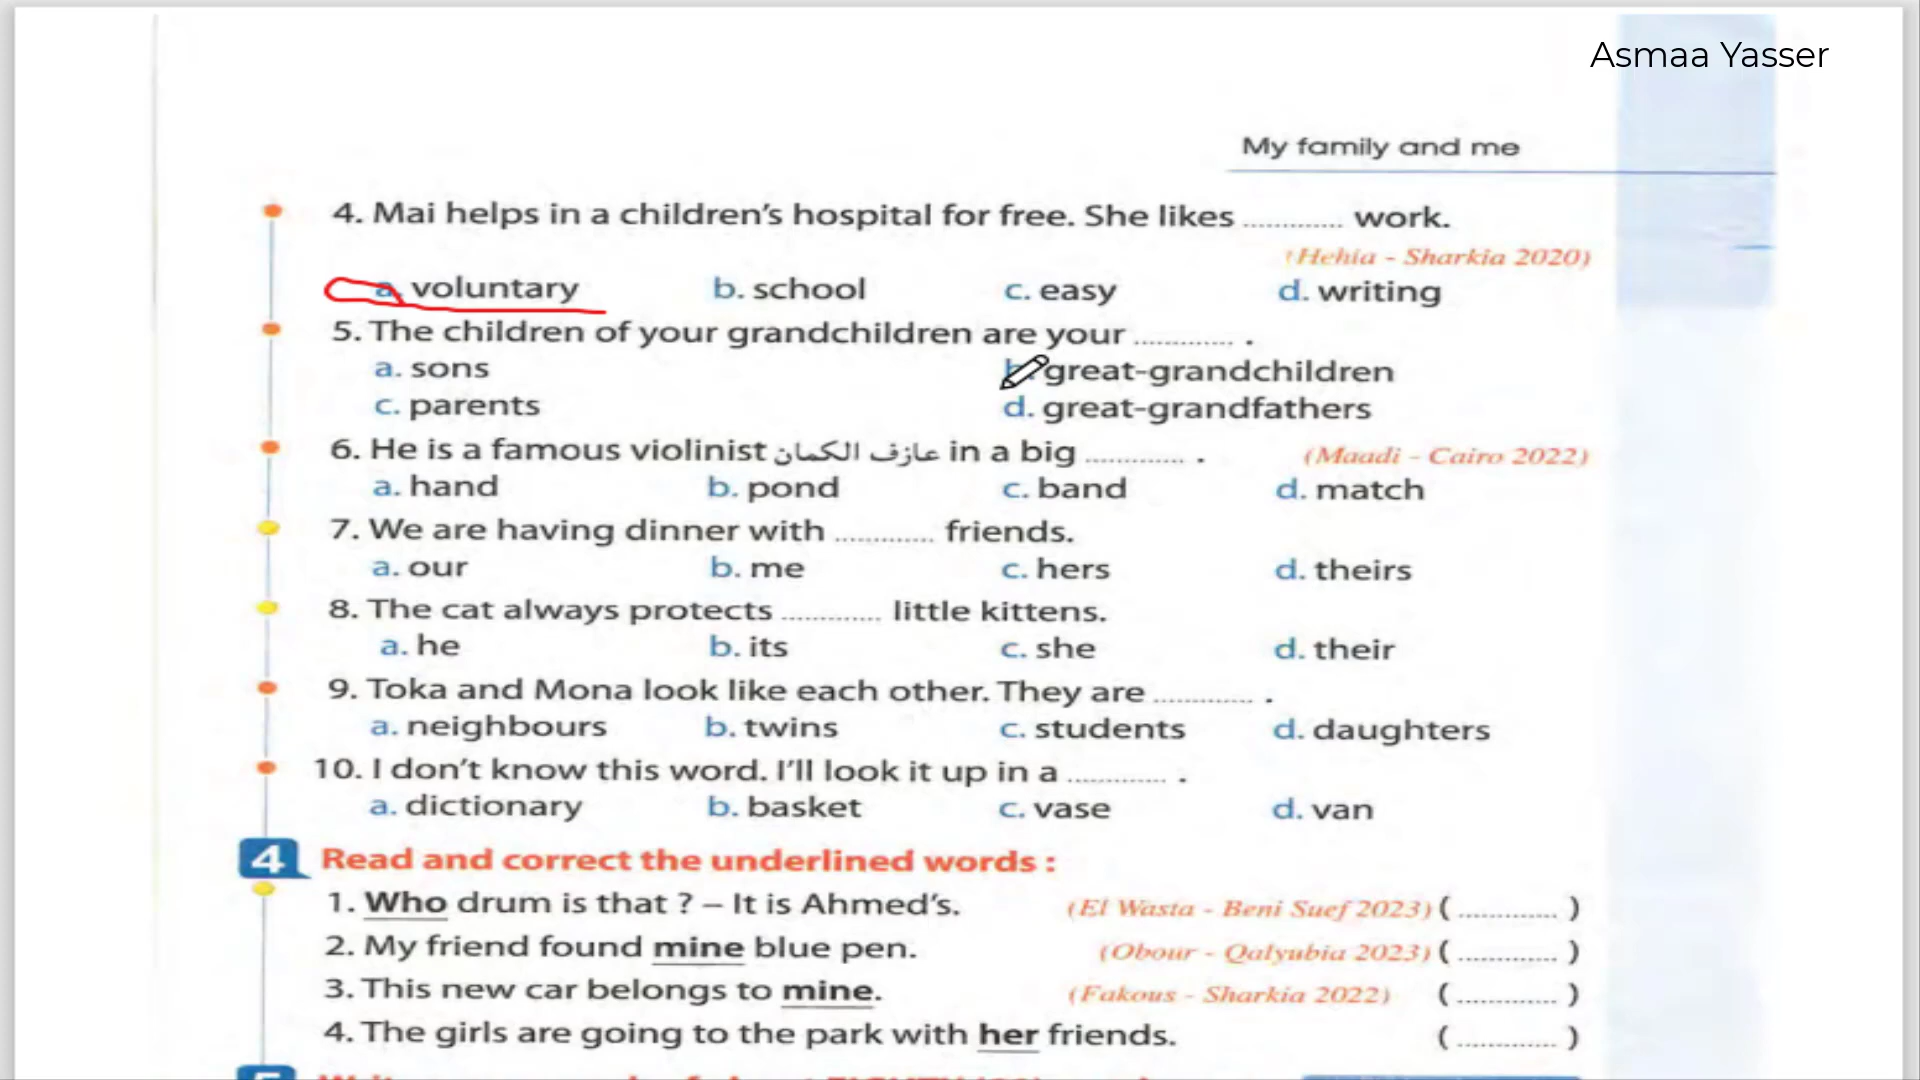 Asmaa Yasser
My family and me
4. Mai helps in a children's hospital for free. She likes ............ work.
(Hehia - Sharkia 2020)
a. voluntary b. school c. easy d. writing
5. The children of your grandchildren are your ............ .
a. sons great-grandchildren
c. parents d. great-grandfathers
6. He is a famous violinist عازف الكمان in a big ............ . (Maadi - Cairo 2022)
a. hand b. pond c. band d. match
7. We are having dinner with ............ friends.
a. our b. me c. hers d. theirs
8. The cat always protects ............ little kittens.
a. he b. its c. she d. their
9. Toka and Mona look like each other. They are ............ .
a. neighbours b. twins c. students d. daughters
10. I don't know this word. I'll look it up in a ............ .
a. dictionary b. basket c. vase d. van
4 Read and correct the underlined words :
1. Who drum is that ? – It is Ahmed's. (El Wasta - Beni Suef 2023) ( ............ )
2. My friend found mine blue pen. (Obour - Qalyubia 2023) ( ............ )
3. This new car belongs to mine. (Fakous - Sharkia 2022) ( ............ )
4. The girls are going to the park with her friends. ( ............ )